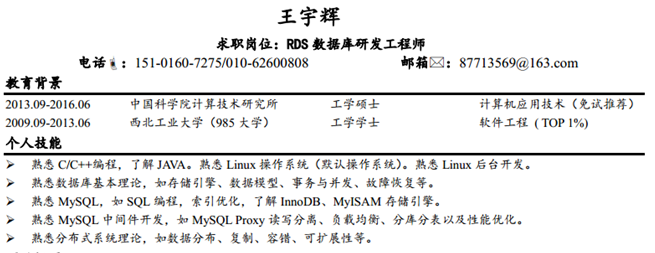 王宇辉
求职岗位：RDS 数据库研发工程师
电话：151-0160-7275/010-62600808 邮箱：87713569@163.com
教育背景
2013.09-2016.06 中国科学院计算技术研究所 工学硕士 计算机应用技术（免试推荐）
2009.09-2013.06 西北工业大学（985 大学） 工学学士 软件工程 ( TOP 1%)
个人技能
➢ 熟悉 C/C++编程，了解 JAVA。熟悉 Linux 操作系统（默认操作系统）。熟悉 Linux 后台开发。
➢ 熟悉数据库基本理论，如存储引擎、数据模型、事务与并发、故障恢复等。
➢ 熟悉 MySQL，如 SQL 编程，索引优化，了解 InnoDB、MyISAM 存储引擎。
➢ 熟悉 MySQL 中间件开发，如 MySQL Proxy 读写分离、负载均衡、分库分表以及性能优化。
➢ 熟悉分布式系统理论，如数据分布、复制、容错、可扩展性等。